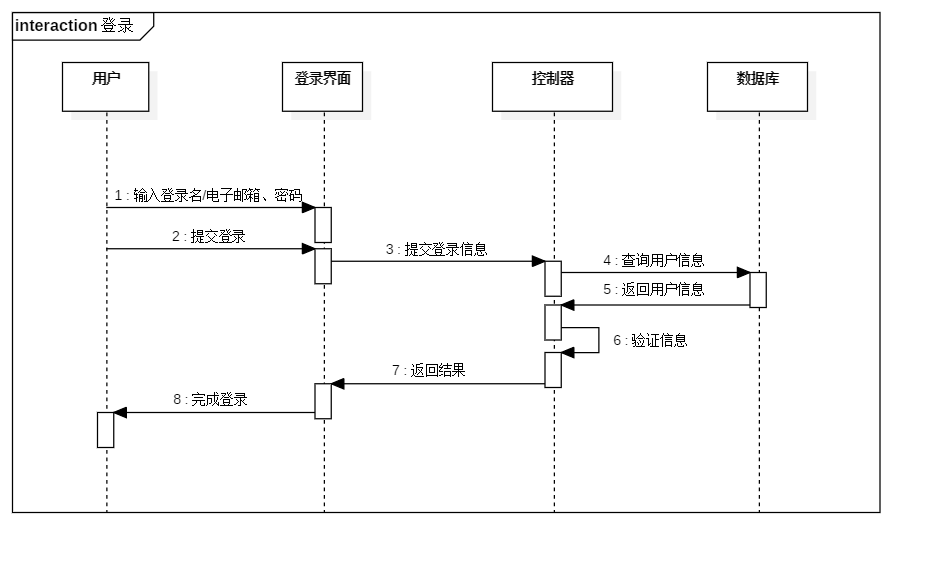 interaction 登录
用户
登录界面
控制器
数据库
1 : 输入登录名/电子邮箱、密码
2 : 提交登录
3 : 提交登录信息
4 : 查询用户信息
5 : 返回用户信息
6 : 验证信息
7 : 返回结果
8 : 完成登录